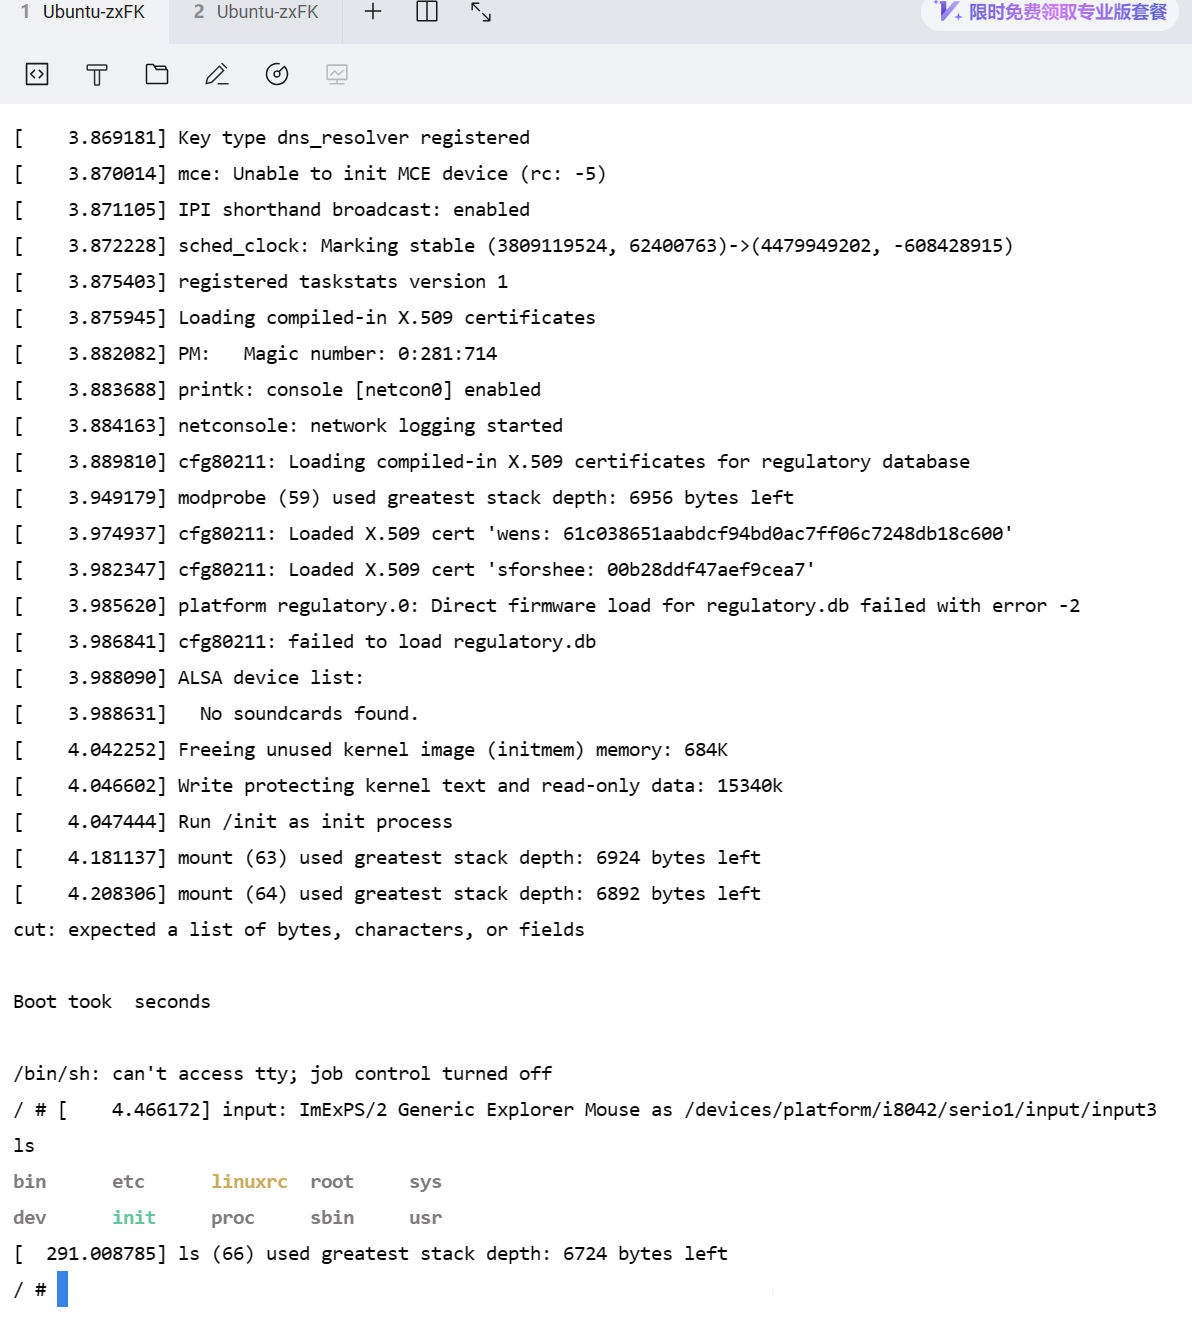 1 Ubuntu-zxFK 2 Ubuntu-zxFK 限时免费领取专业版套餐
[    3.869181] Key type dns_resolver registered
[    3.870014] mce: Unable to init MCE device (rc: -5)
[    3.871105] IPI shorthand broadcast: enabled
[    3.872228] sched_clock: Marking stable (3809119524, 62400763)->(4479949202, -608428915)
[    3.875403] registered taskstats version 1
[    3.875945] Loading compiled-in X.509 certificates
[    3.882082] PM:   Magic number: 0:281:714
[    3.883688] printk: console [netcon0] enabled
[    3.884163] netconsole: network logging started
[    3.889810] cfg80211: Loading compiled-in X.509 certificates for regulatory database
[    3.949179] modprobe (59) used greatest stack depth: 6956 bytes left
[    3.974937] cfg80211: Loaded X.509 cert 'wens: 61c038651aabdcf94bd0ac7ff06c7248db18c600'
[    3.982347] cfg80211: Loaded X.509 cert 'sforshee: 00b28ddf47aef9cea7'
[    3.985620] platform regulatory.0: Direct firmware load for regulatory.db failed with error -2
[    3.986841] cfg80211: failed to load regulatory.db
[    3.988090] ALSA device list:
[    3.988631]   No soundcards found.
[    4.042252] Freeing unused kernel image (initmem) memory: 684K
[    4.046602] Write protecting kernel text and read-only data: 15340k
[    4.047444] Run /init as init process
[    4.181137] mount (63) used greatest stack depth: 6924 bytes left
[    4.208306] mount (64) used greatest stack depth: 6892 bytes left
cut: expected a list of bytes, characters, or fields
Boot took  seconds
/bin/sh: can't access tty; job control turned off
/ # [    4.466172] input: ImExPS/2 Generic Explorer Mouse as /devices/platform/i8042/serio1/input/input3
ls
bin      etc      linuxrc  root     sys
dev      init     proc     sbin     usr
[  291.008785] ls (66) used greatest stack depth: 6724 bytes left
/ #